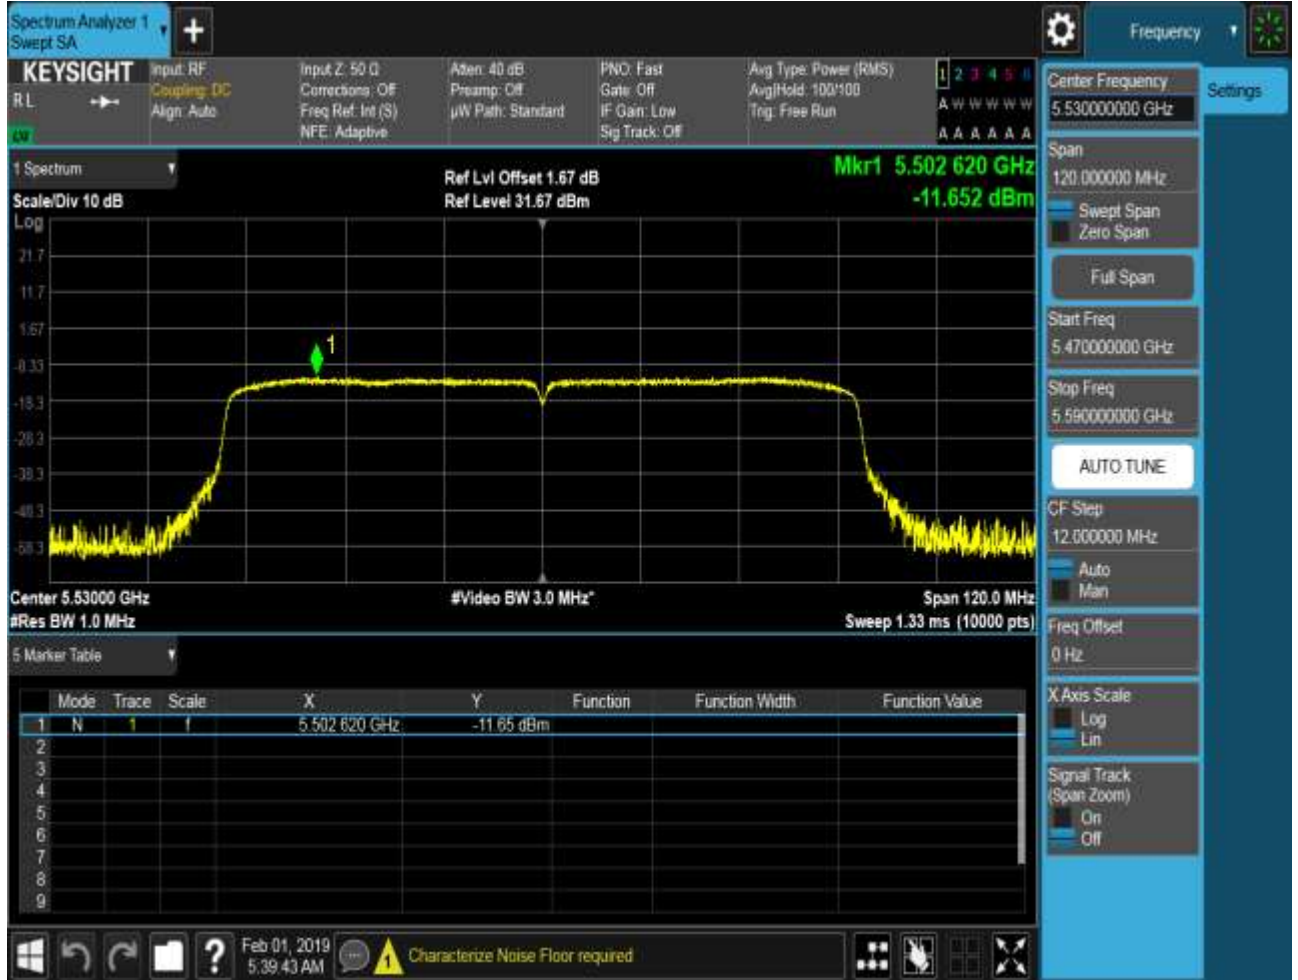 Spectrum Analyzer 1
Swept SA
Frequency
KEYSIGHT
RL
Input: RF
Coupling: DC
Align: Auto
Input Z: 50 Ω
Corrections: Off
Freq Ref: Int (S)
NFE: Adaptive
Atten: 40 dB
Preamp: Off
µW Path: Standard
PNO: Fast
Gate: Off
IF Gain: Low
Sig Track: Off
Avg Type: Power (RMS)
Avg|Hold: 100/100
Trig: Free Run
1 2 3 4 5 6
A W W W W W
A A A A A A
1 Spectrum
Scale/Div 10 dB
Ref Lvl Offset 1.67 dB
Ref Level 31.67 dBm
Mkr1 5.502 620 GHz
-11.652 dBm
Log
21.7
11.7
1.67
-8.33
-18.3
-28.3
-38.3
-48.3
-58.3
1
Center 5.53000 GHz
#Video BW 3.0 MHz*
Span 120.0 MHz
#Res BW 1.0 MHz
Sweep 1.33 ms (10000 pts)
5 Marker Table
Mode Trace Scale X Y Function Function Width Function Value
1 N 1 f 5.502 620 GHz -11.65 dBm
2
3
4
5
6
7
8
9
Center Frequency
5.530000000 GHz
Settings
Span
120.000000 MHz
Swept Span
Zero Span
Full Span
Start Freq
5.470000000 GHz
Stop Freq
5.590000000 GHz
AUTO TUNE
CF Step
12.000000 MHz
Auto
Man
Freq Offset
0 Hz
X Axis Scale
Log
Lin
Signal Track
(Span Zoom)
On
Off
?
Feb 01, 2019
5:39:43 AM
1
Characterize Noise Floor required